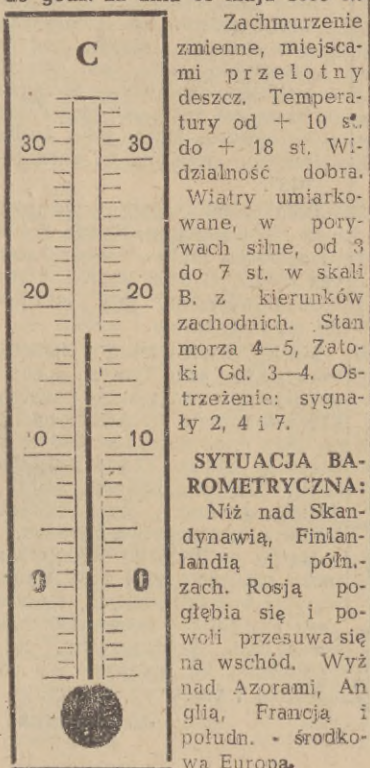 C
30 30
20 20
0 10
0 0
Zachmurzenie
zmienne, miejsca-
mi przelotny
deszcz. Tempera-
tury od + 10 st.
do + 18 st. Wi-
dzialność dobra.
Wiatry umiarko-
wane, w pory-
wach silne, od 3
do 7 st. w skali
B. z kierunków
zachodnich. Stan
morza 4—5, Zato-
ki Gd. 3—4. Os-
trzeżenie: sygna-
ły 2, 4 i 7.
SYTUACJA BA-
ROMETRYCZNA:
Niż nad Skan-
dynawią, Finlan-
landią i półn.-
zach. Rosją po-
głębia się i po-
woli przesuwa się
na wschód. Wyż
nad Azorami, An
glią, Francją i
południ. - środko-
wą Europą.